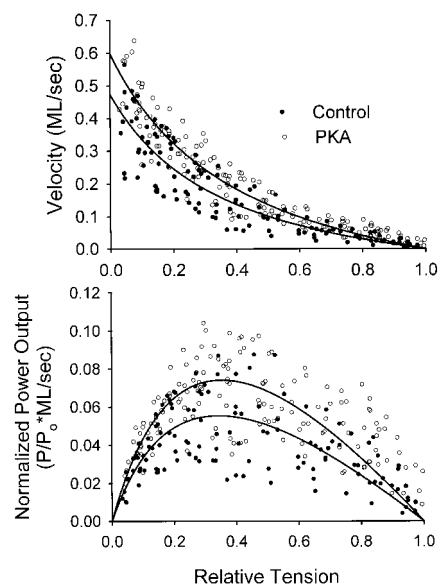 0.7
0.6
0.5
0.4
0.3
0.2
0.1
0.0
Velocity (ML/sec)
Control
PKA
0.0 0.2 0.4 0.6 0.8 1.0
0.12
0.10
0.08
0.06
0.04
0.02
0.00
Normalized Power Output
(P/Po*ML/sec)
0.0 0.2 0.4 0.6 0.8 1.0
Relative Tension